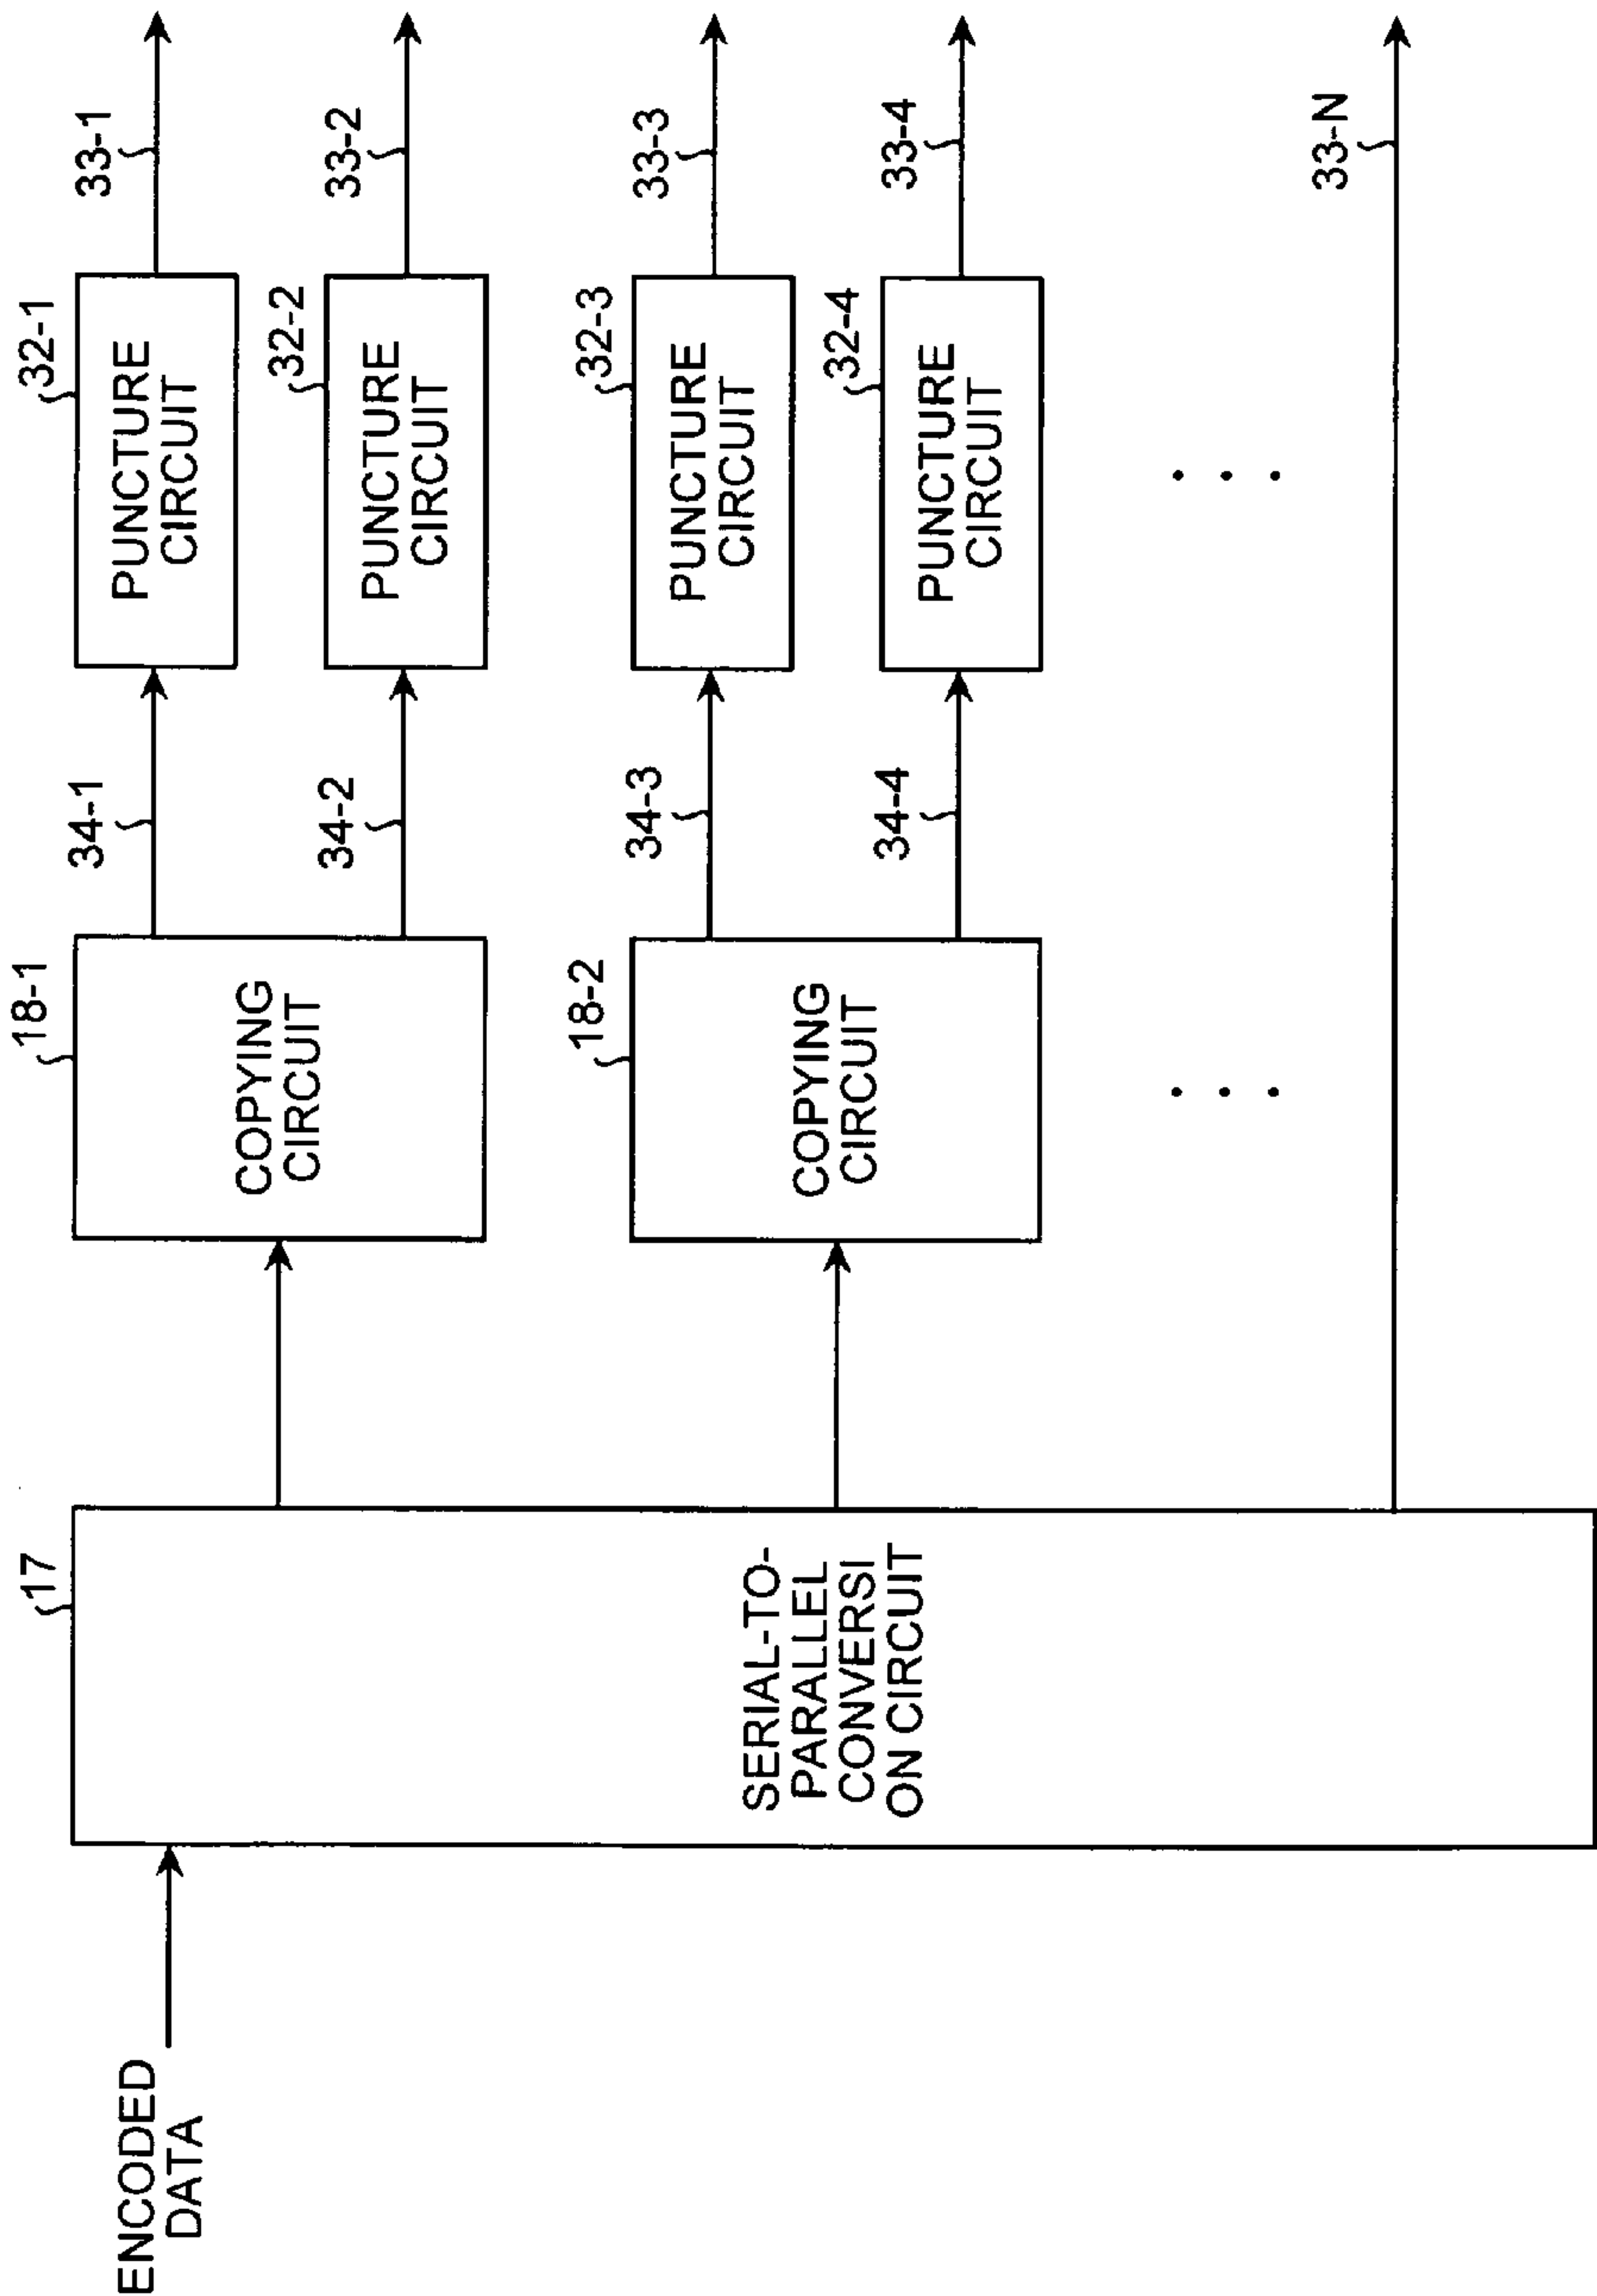 ENCODED
DATA
17
SERIAL-TO-
PARALLEL
CONVERSI
ON CIRCUIT
18-1
COPYING
CIRCUIT
18-2
COPYING
CIRCUIT
. . .
34-1
34-2
34-3
34-4
32-1
PUNCTURE
CIRCUIT
32-2
PUNCTURE
CIRCUIT
32-3
PUNCTURE
CIRCUIT
32-4
PUNCTURE
CIRCUIT
. . .
33-1
33-2
33-3
33-4
33-N